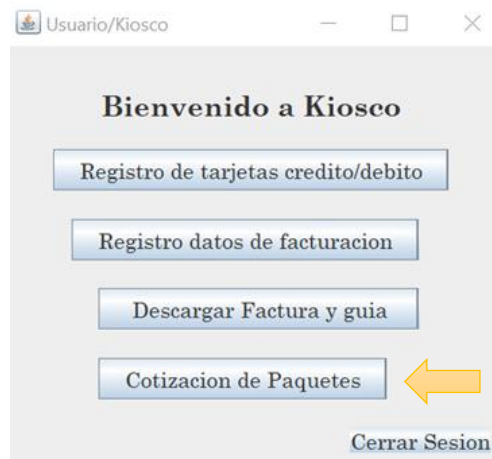 Usuario/Kiosco
Bienvenido a Kiosco
Registro de tarjetas credito/debito
Registro datos de facturacion
Descargar Factura y guia
Cotizacion de Paquetes
Cerrar Sesion